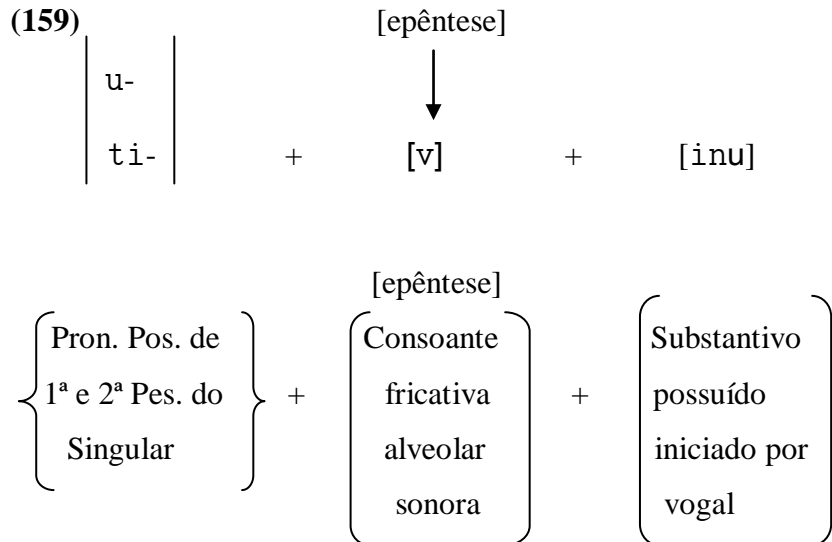 (159) [epêntese]
u-
ti- + [v] + [inu]
[epêntese]
Pron. Pos. de Consoante Substantivo
1ª e 2ª Pes. do + fricativa + possuído
Singular alveolar iniciado por
sonora vogal